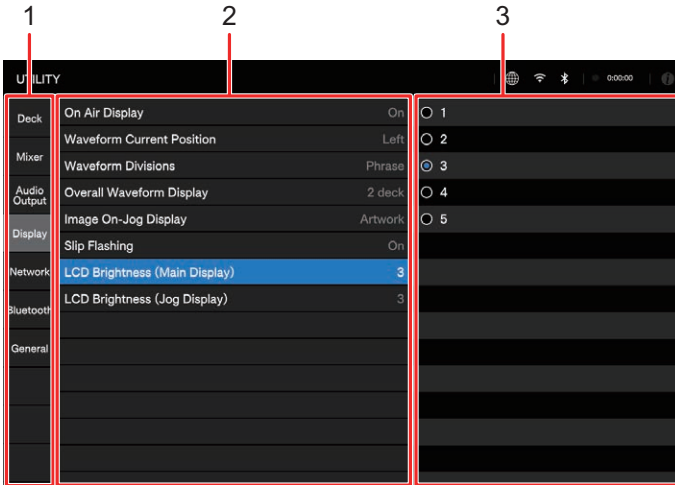 1 2 3
UTILITY 0:00:00
Deck
Mixer
Audio
Output
Display
Network
Bluetooth
General
On Air Display On
Waveform Current Position Left
Waveform Divisions Phrase
Overall Waveform Display 2 deck
Image On-Jog Display Artwork
Slip Flashing On
LCD Brightness (Main Display) 3
LCD Brightness (Jog Display) 3
1
2
3
4
5